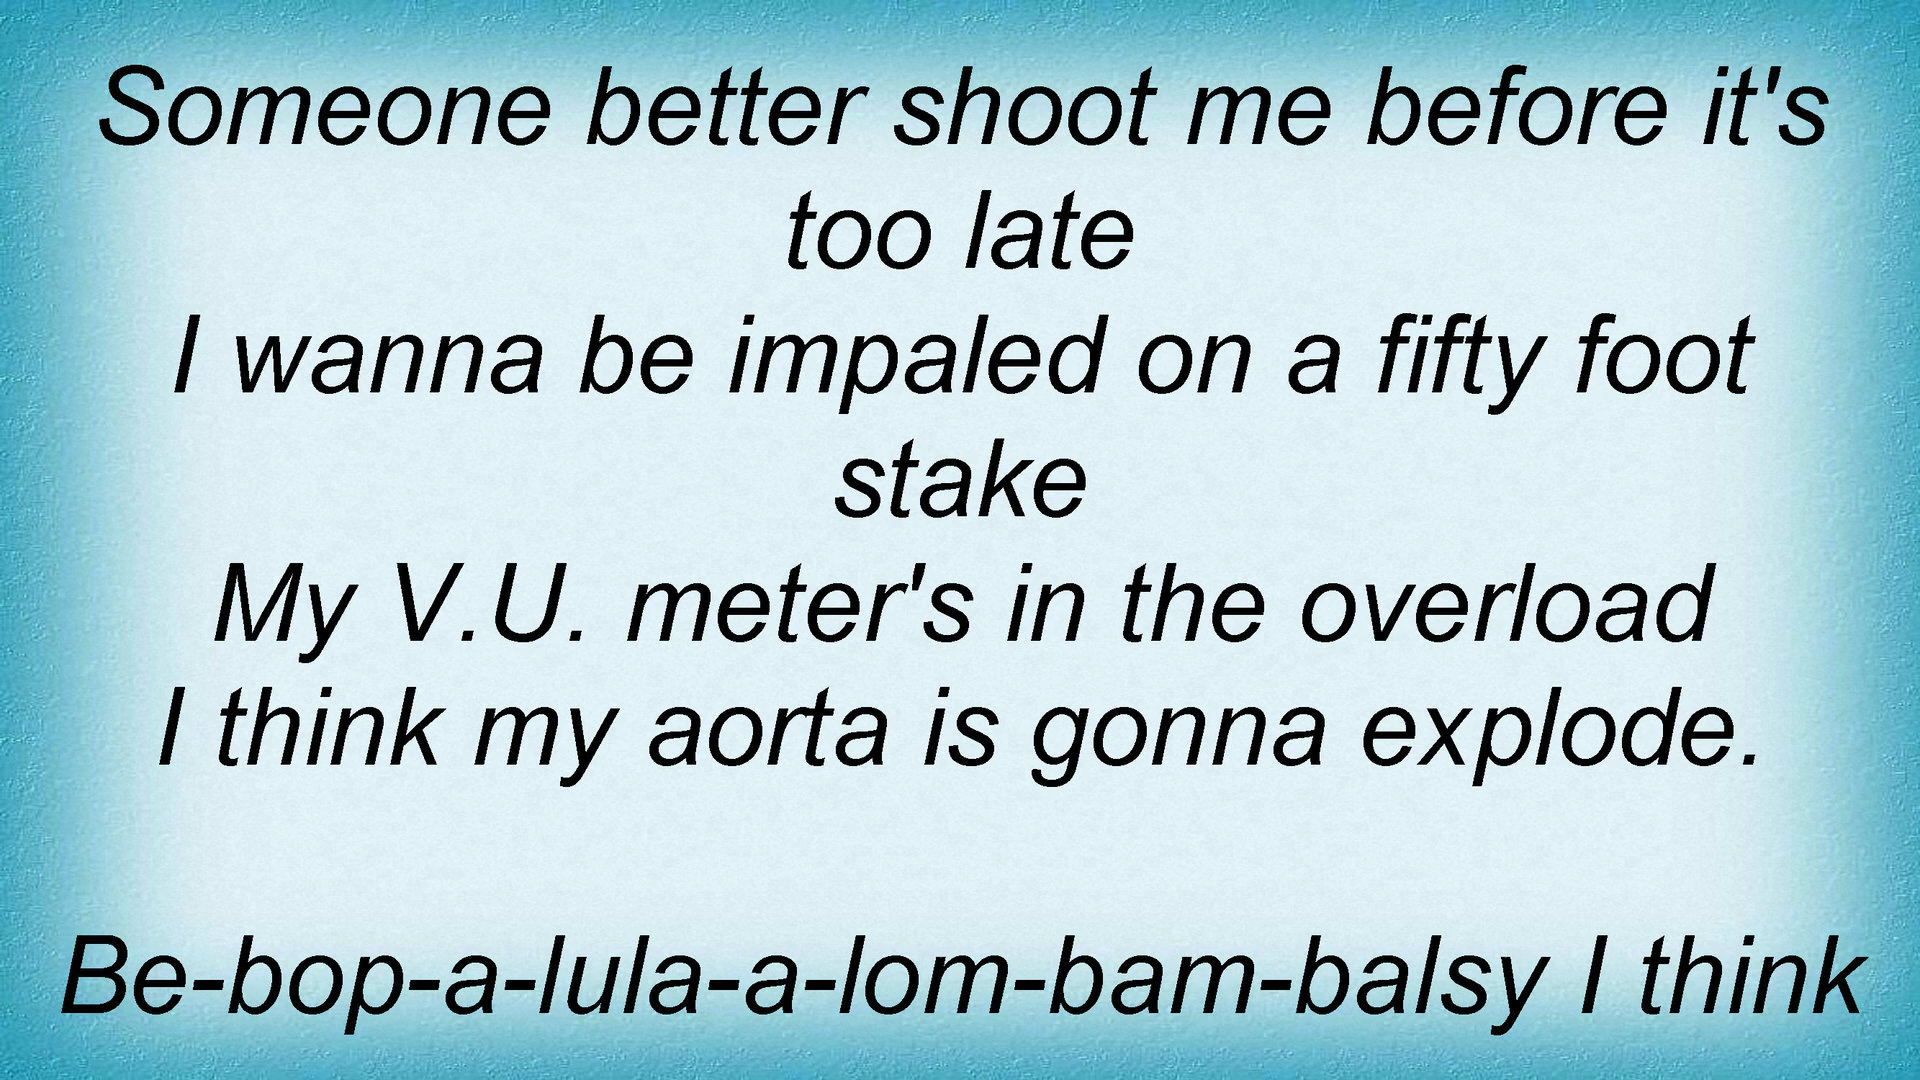 Someone better shoot me before it's
too late
I wanna be impaled on a fifty foot
stake
My V.U. meter's in the overload
I think my aorta is gonna explode.

Be-bop-a-lula-a-lom-bam-balsy I think